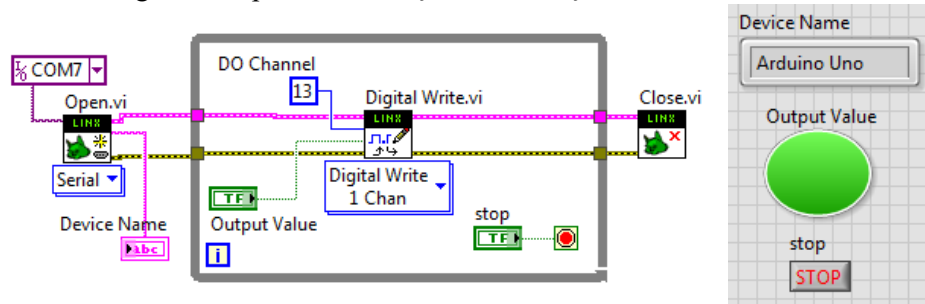 DO Channel
COM7
13
Open.vi
LINX
Digital Write.vi
LINX
Close.vi
LINX
Serial
Digital Write
1 Chan
TF
Device Name
Output Value
stop
TF
abc
i
Device Name
Arduino Uno
Output Value
stop
STOP